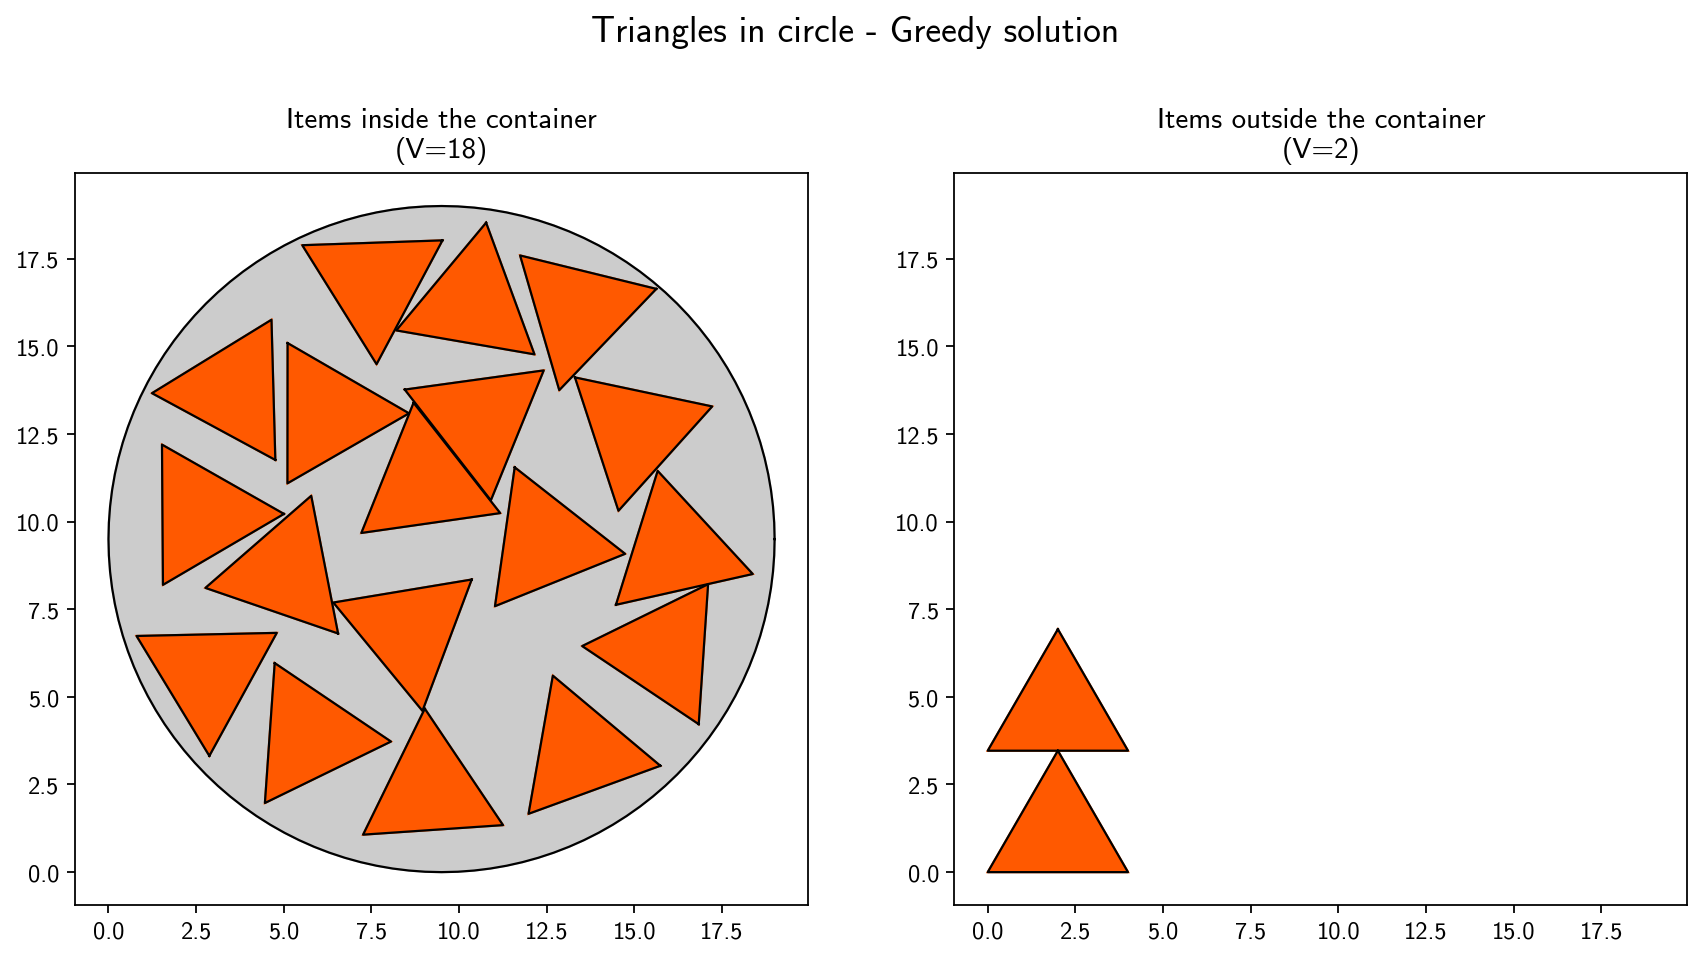 Triangles in circle - Greedy solution
Items inside the container
(V=18)
17.5
15.0
12.5
10.0
7.5
5.0
2.5
0.0
0.0 2.5 5.0 7.5 10.0 12.5 15.0 17.5
Items outside the container
(V=2)
17.5
15.0
12.5
10.0
7.5
5.0
2.5
0.0
0.0 2.5 5.0 7.5 10.0 12.5 15.0 17.5